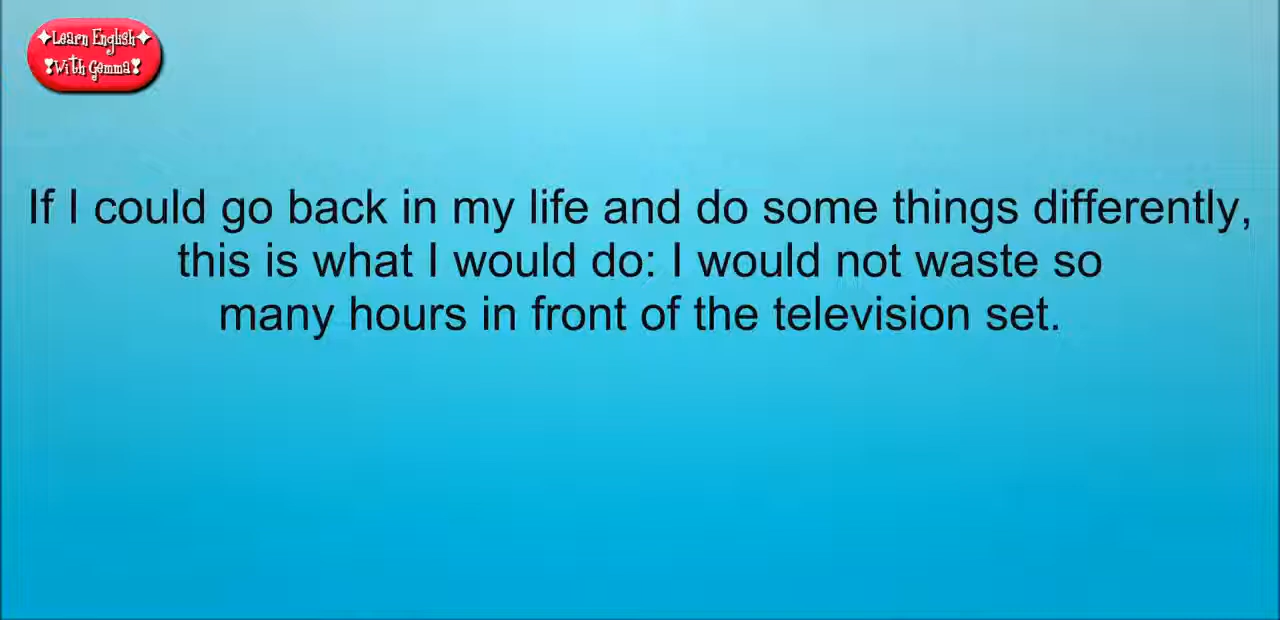 ✦Learn English✦
❣With Gemma❣
If I could go back in my life and do some things differently,
this is what I would do: I would not waste so
many hours in front of the television set.